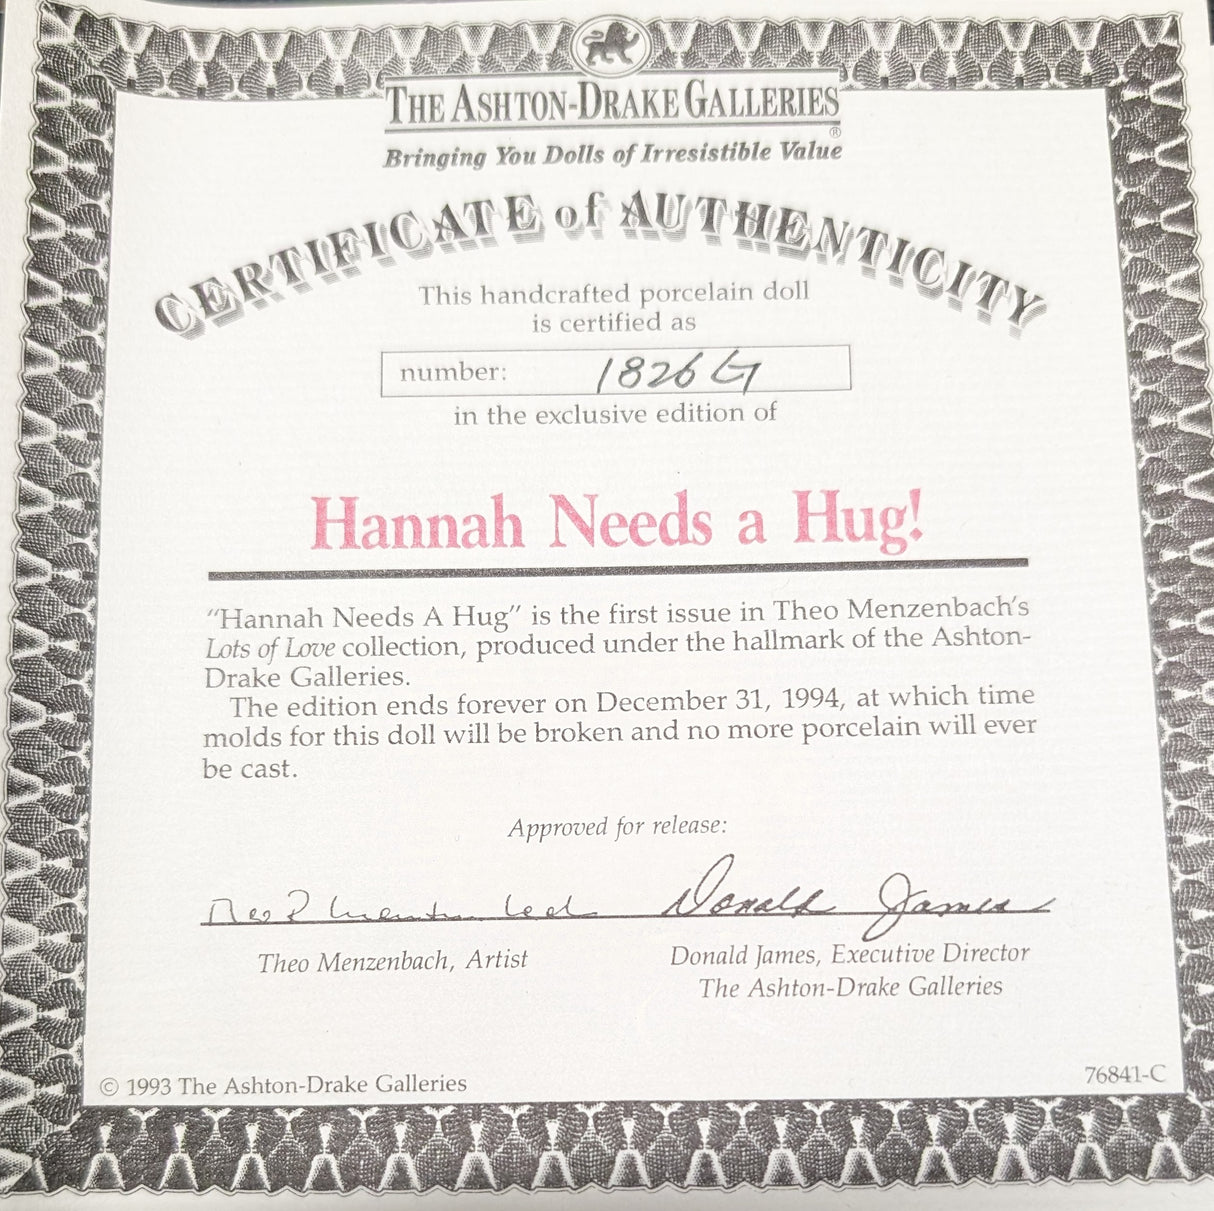 THE ASHTON-DRAKE GALLERIES
®
Bringing You Dolls of Irresistible Value
CERTIFICATE of AUTHENTICITY
This handcrafted porcelain doll
is certified as
number: 1826G
in the exclusive edition of
Hannah Needs a Hug!
“Hannah Needs A Hug” is the first issue in Theo Menzenbach’s
Lots of Love collection, produced under the hallmark of the Ashton-
Drake Galleries.
The edition ends forever on December 31, 1994, at which time
molds for this doll will be broken and no more porcelain will ever
be cast.
Approved for release:
Donald James
Theo Menzenbach, Artist
Donald James, Executive Director
The Ashton-Drake Galleries
© 1993 The Ashton-Drake Galleries
76841-C